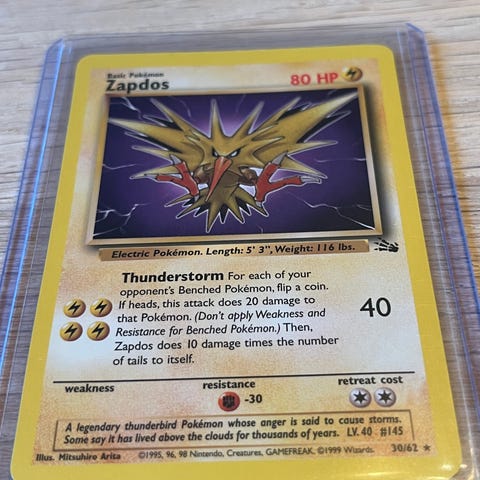 Basic Pokémon
Zapdos
80 HP
Electric Pokémon. Length: 5' 3", Weight: 116 lbs.
Thunderstorm For each of your
opponent's Benched Pokémon, flip a coin.
If heads, this attack does 20 damage to
that Pokémon. (Don't apply Weakness and
Resistance for Benched Pokémon.) Then,
Zapdos does 10 damage times the number
of tails to itself.
40
weakness
resistance
retreat cost
-30
A legendary thunderbird Pokémon whose anger is said to cause storms.
Some say it has lived above the clouds for thousands of years. LV. 40 #145
Illus. Mitsuhiro Arita
©1995, 96, 98 Nintendo, Creatures, GAMEFREAK. ©1999 Wizards.
30/62 ★